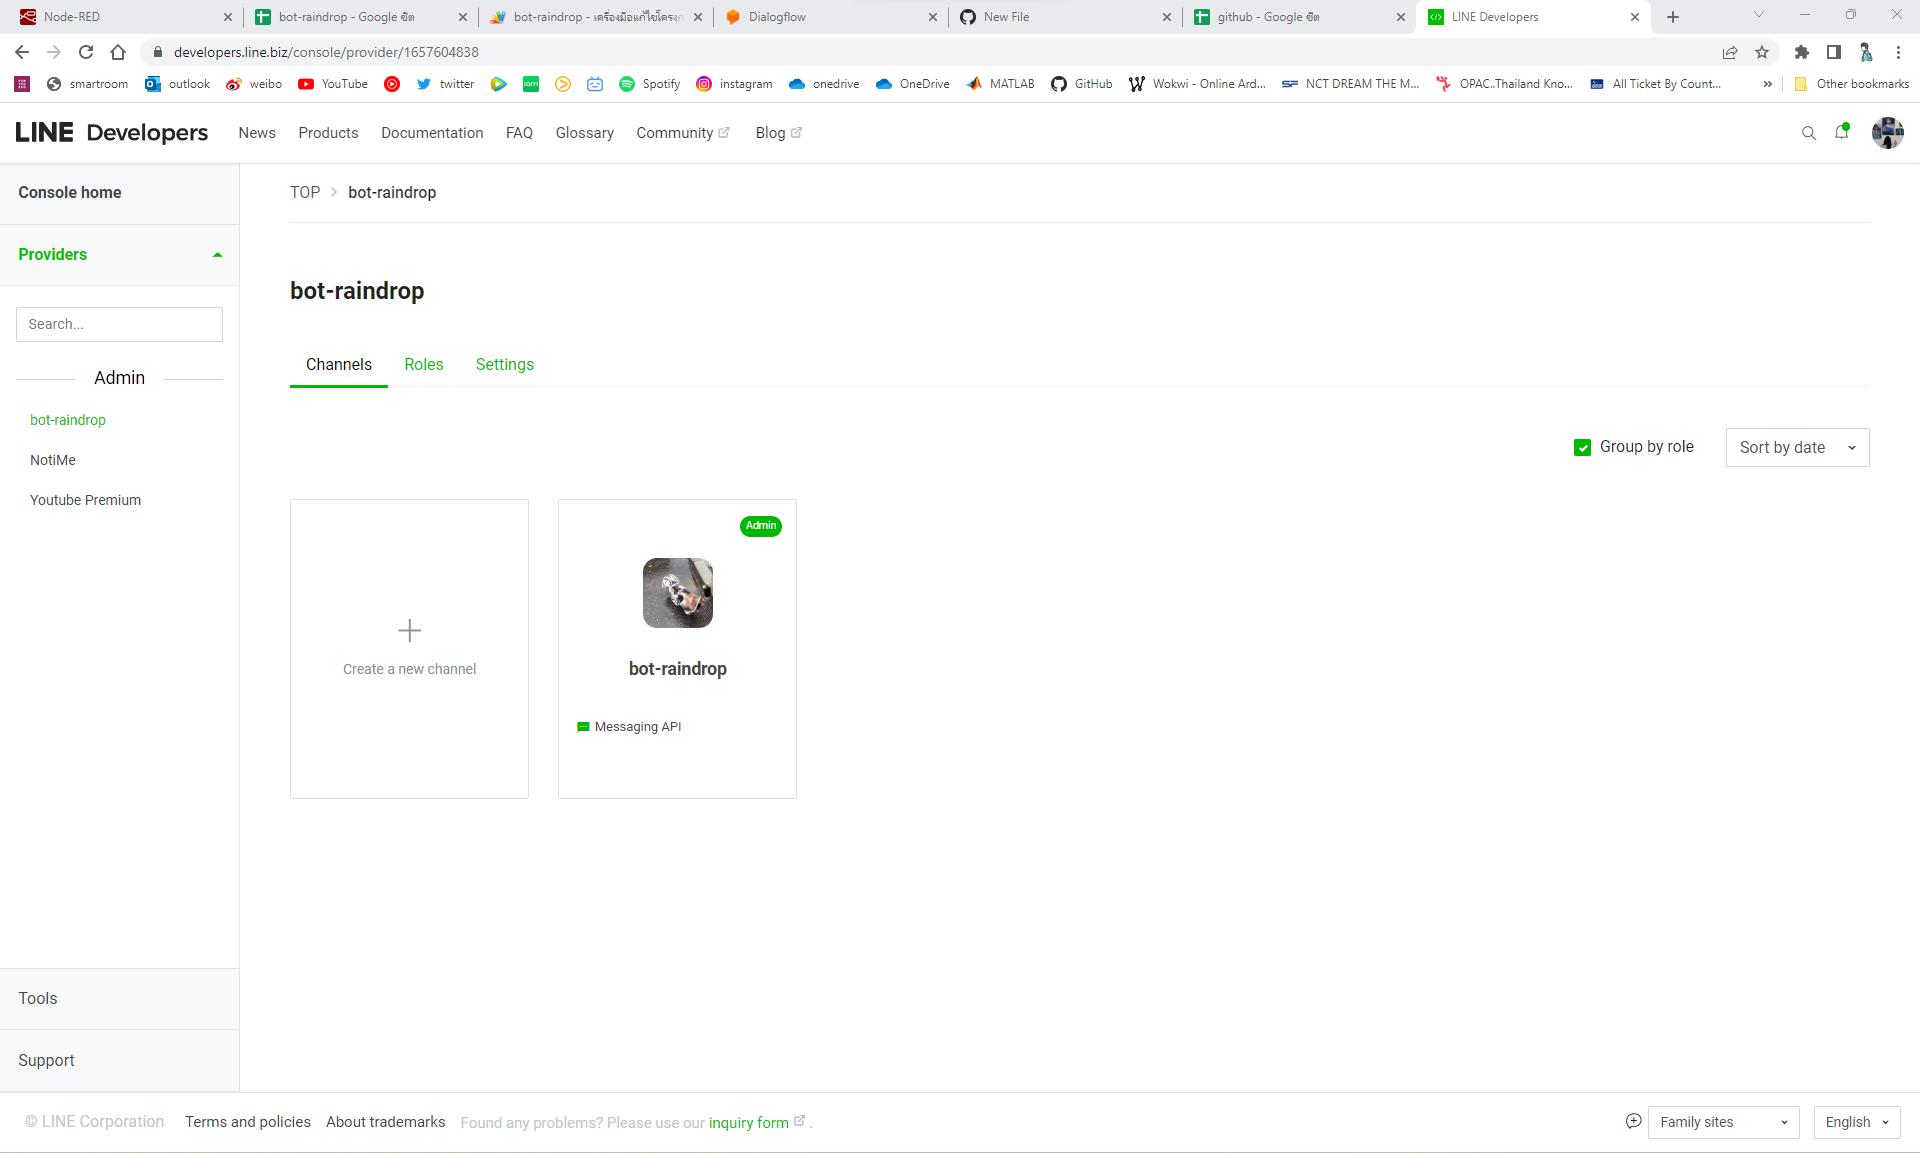 Node-RED
bot-raindrop - Google ชีต
bot-raindrop - เครื่องมือแก้ไขโครงก
Dialogflow
New File
github - Google ชีต
LINE Developers
developers.line.biz/console/provider/1657604838
smartroom
outlook
weibo
YouTube
twitter
Spotify
instagram
onedrive
OneDrive
MATLAB
GitHub
Wokwi - Online Ard...
NCT DREAM THE M...
OPAC..Thailand Kno...
All Ticket By Count...
»
Other bookmarks
LINE Developers
News
Products
Documentation
FAQ
Glossary
Community
Blog
Console home
Providers
Search...
Admin
bot-raindrop
NotiMe
Youtube Premium
Tools
Support
TOP > bot-raindrop
bot-raindrop
Channels
Roles
Settings
Group by role
Sort by date
Create a new channel
Admin
bot-raindrop
Messaging API
© LINE Corporation
Terms and policies
About trademarks
Found any problems? Please use our inquiry form .
Family sites
English